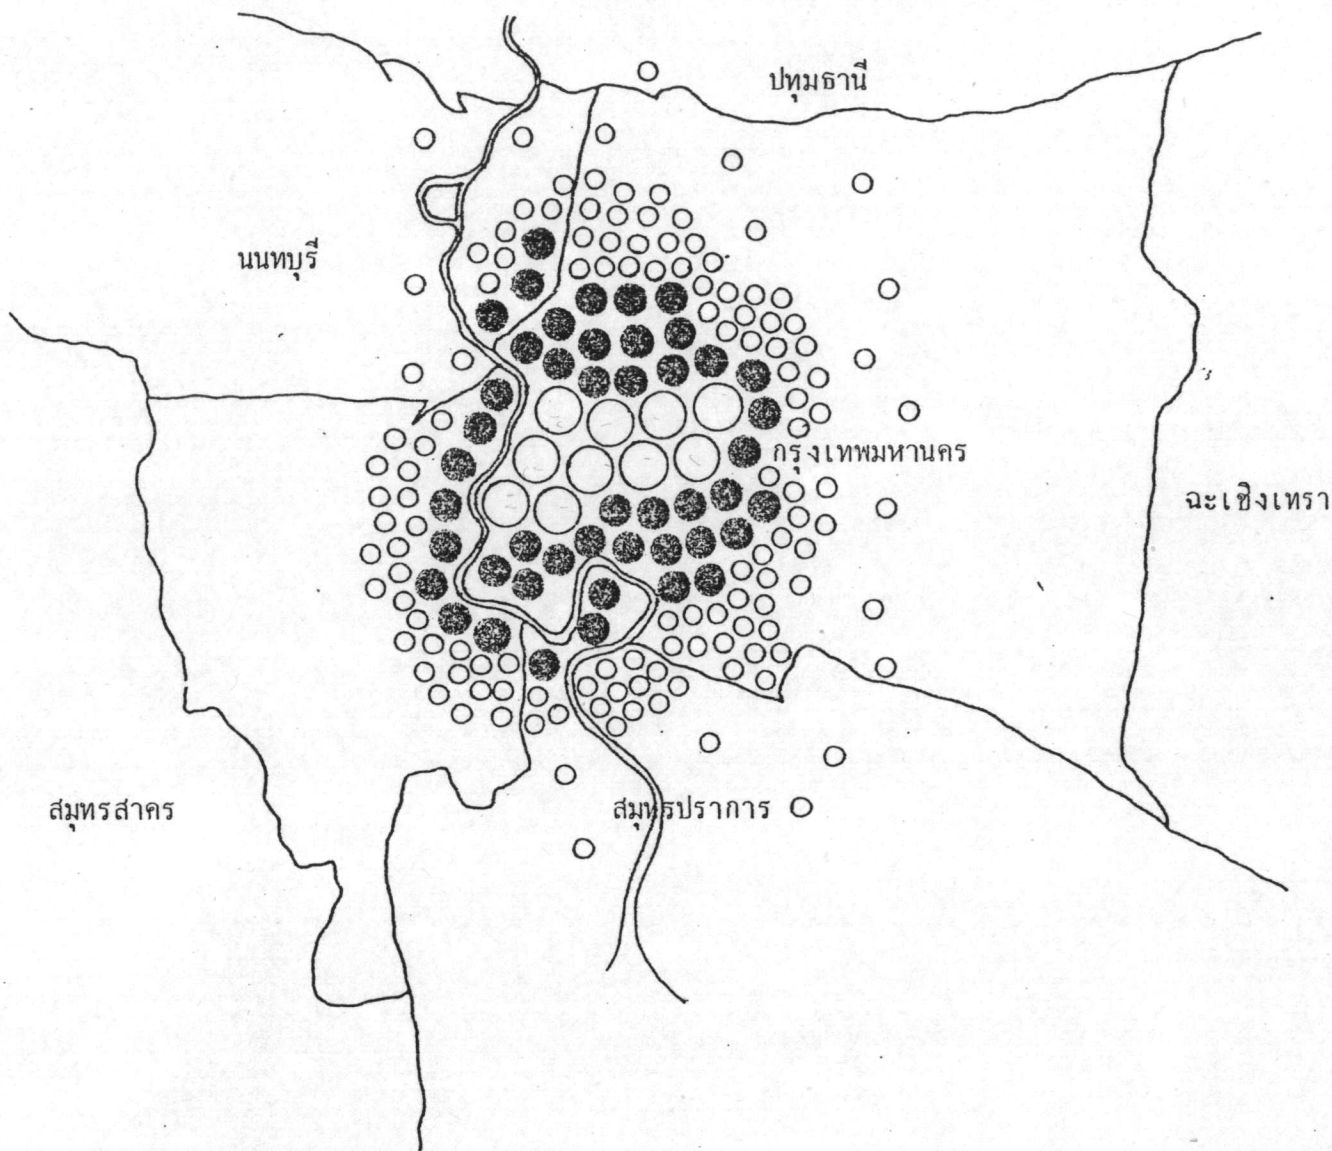 ปทุมธานี
นนทบุรี
กรุงเทพมหานคร
ฉะเชิงเทรา
สมุทรสาคร
สมุทรปราการ